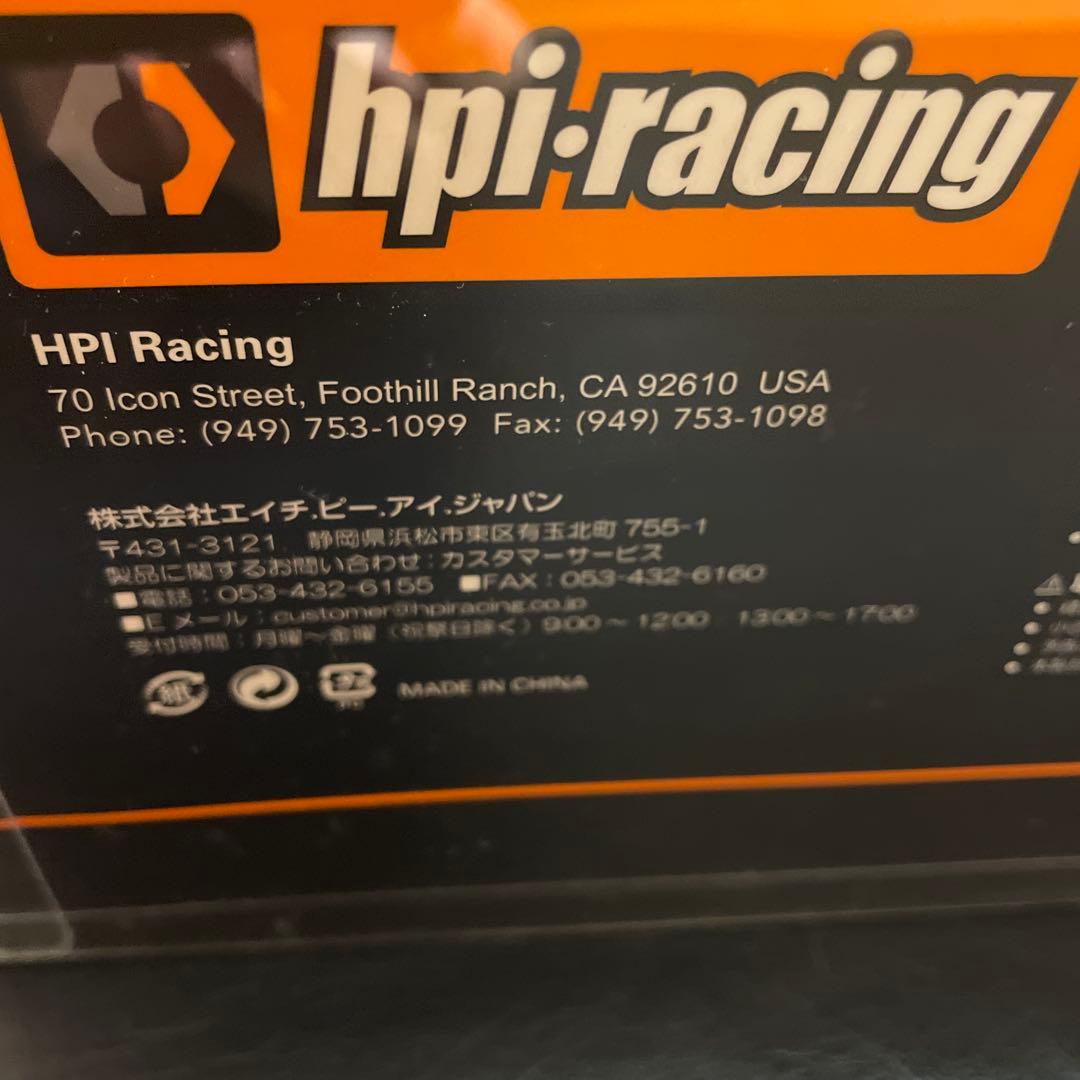 hpi·racing
HPI Racing
70 Icon Street, Foothill Ranch, CA 92610 USA
Phone: (949) 753-1099 Fax: (949) 753-1098
株式会社エイチ.ピー.アイ.ジャパン
〒431-3121 静岡県浜松市東区有玉北町 755-1
製品に関するお問い合わせ：カスタマーサービス
■電話：053-432-6155 ■FAX：053-432-6160
■E メール：customer@hpiracing.co.jp
受付時間：月曜～金曜（祝祭日除く）9:00～12:00 13:00～17:00
紙 プラ MADE IN CHINA